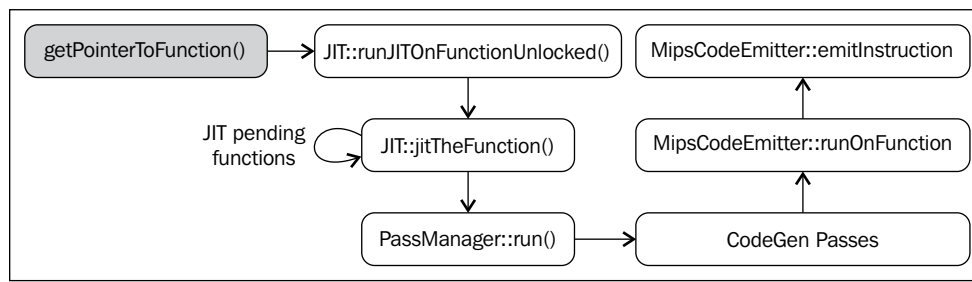 getPointerToFunction()
JIT::runJITOnFunctionUnlocked()
MipsCodeEmitter::emitInstruction
JIT pending
functions
JIT::jitTheFunction()
MipsCodeEmitter::runOnFunction
PassManager::run()
CodeGen Passes